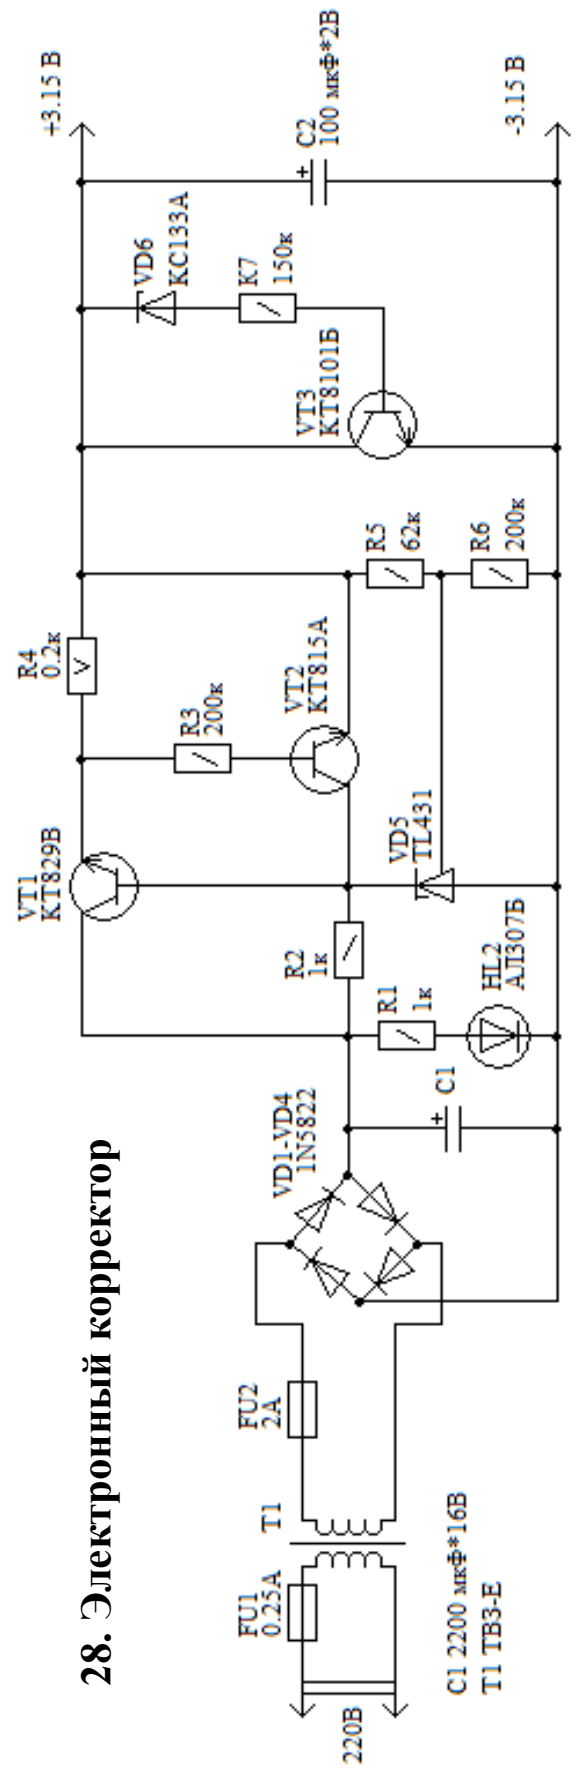 28. Электронный корректор
220В
FU1
0.25А
T1
FU2
2А
VD1-VD4
1N5822
C1
R1
1к
HL2
АЛ307Б
R2
1к
VT1
КТ829В
VD5
TL431
R3
200к
VT2
КТ815А
R4
0.2к
R5
62к
R6
200к
VT3
КТ8101Б
VD6
КС133А
K7
150к
C2
100 мкФ*2В
+3.15 В
-3.15 В
C1 2200 мкФ*16В
T1 ТВЗ-Е